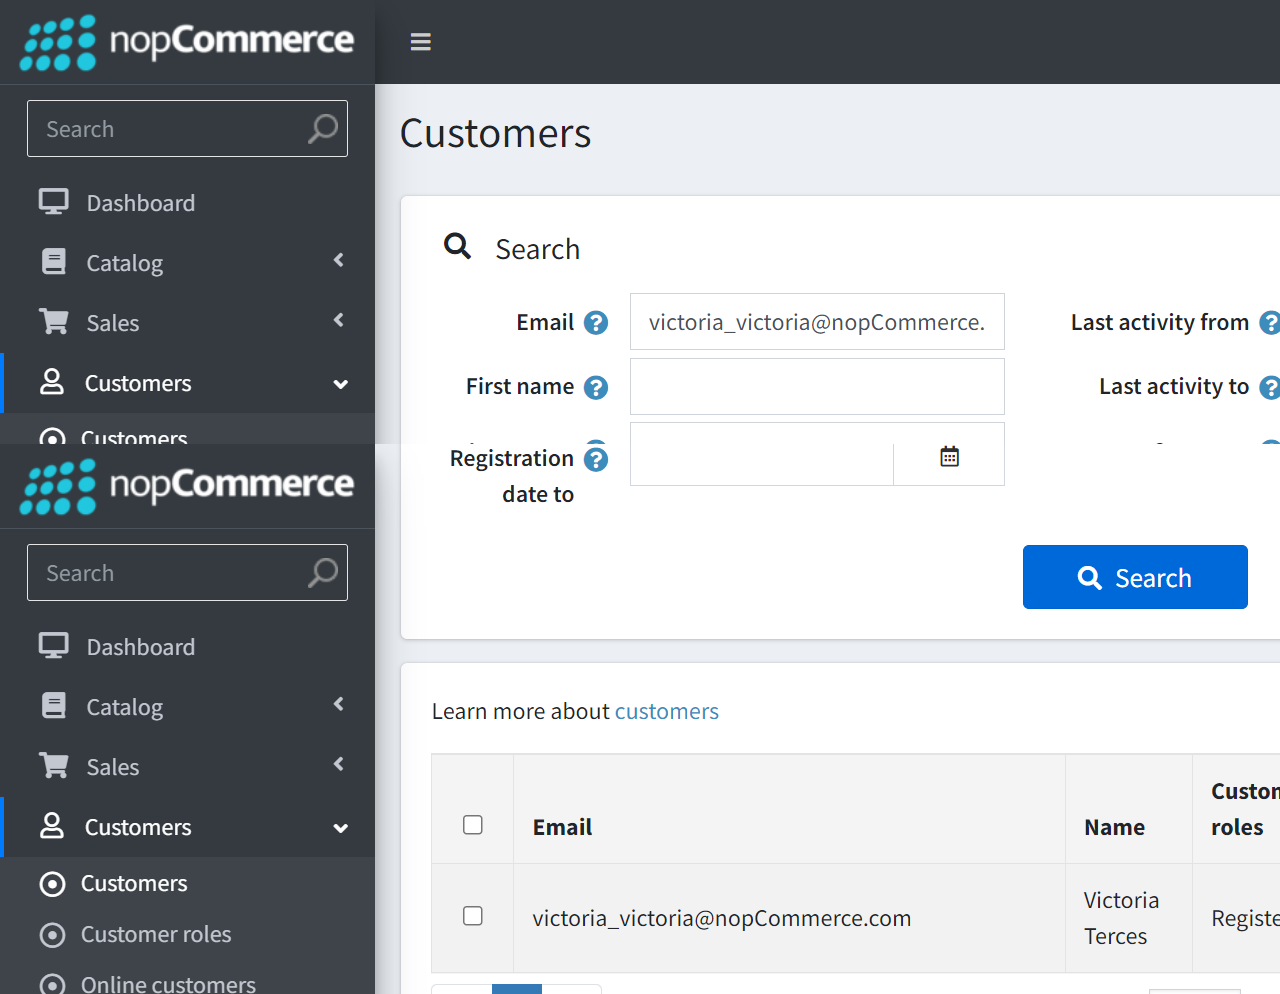 nopCommerce
Search
Dashboard
Catalog
Sales
Customers
Customers
Customers
Search
Email
victoria_victoria@nopCommerce.
Last activity from
First name
Last activity to
Registration
date to
Search
nopCommerce
Search
Dashboard
Catalog
Sales
Customers
Customers
Customer roles
Online customers
Learn more about customers
Email
Name
Custom
roles
victoria_victoria@nopCommerce.com
Victoria
Terces
Registe